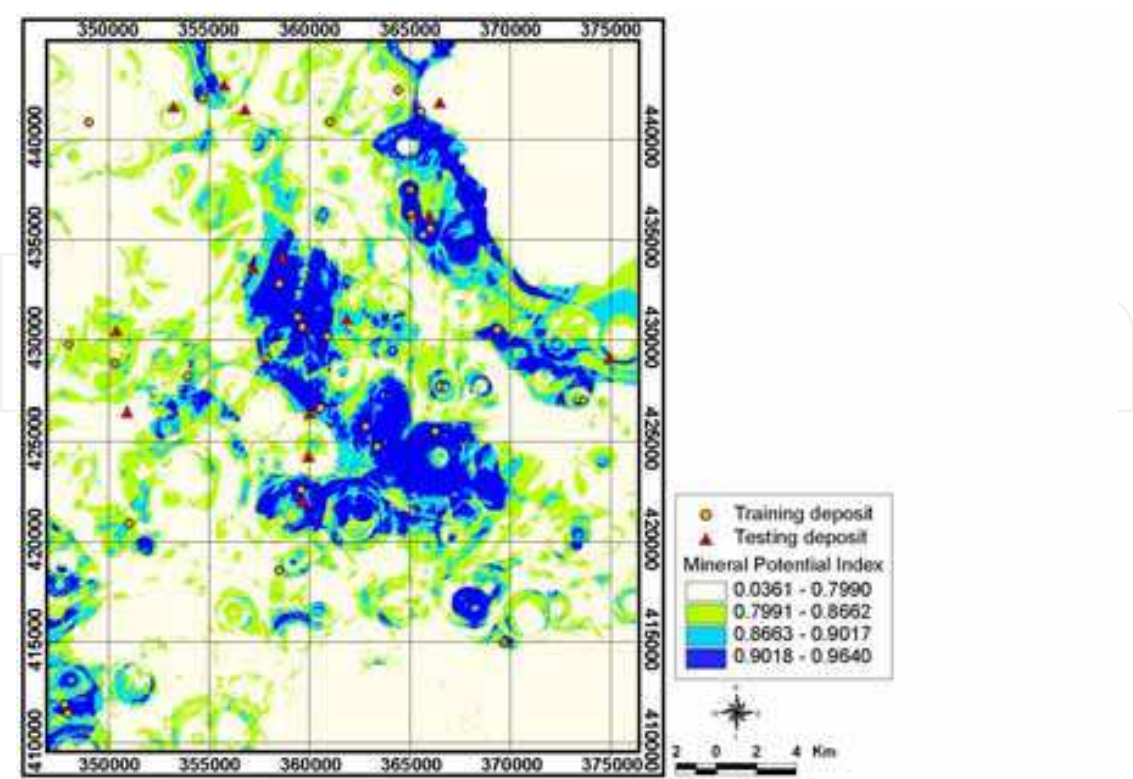 350000 355000 360000 365000 370000 375000
440000 440000
435000 435000
430000 430000
425000 425000
420000 420000
415000 415000
410000 410000
350000 355000 360000 365000 370000 375000
Training deposit
Testing deposit
Mineral Potential Index
0.0361 - 0.7990
0.7991 - 0.8662
0.8663 - 0.9017
0.9018 - 0.9640
2 0 2 4 Km